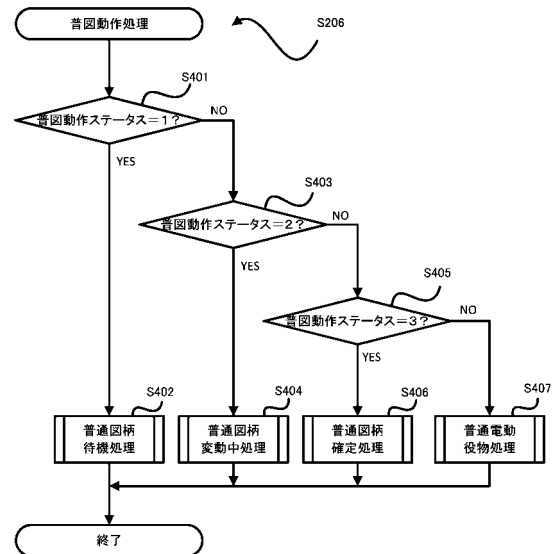 普図動作処理
S206
S401
普図動作ステータス＝1？
NO
YES
S403
普図動作ステータス＝2？
NO
YES
S405
普図動作ステータス＝3？
NO
YES
S402
普通図柄
待機処理
S404
普通図柄
変動中処理
S406
普通図柄
確定処理
S407
普通電動
役物処理
終了